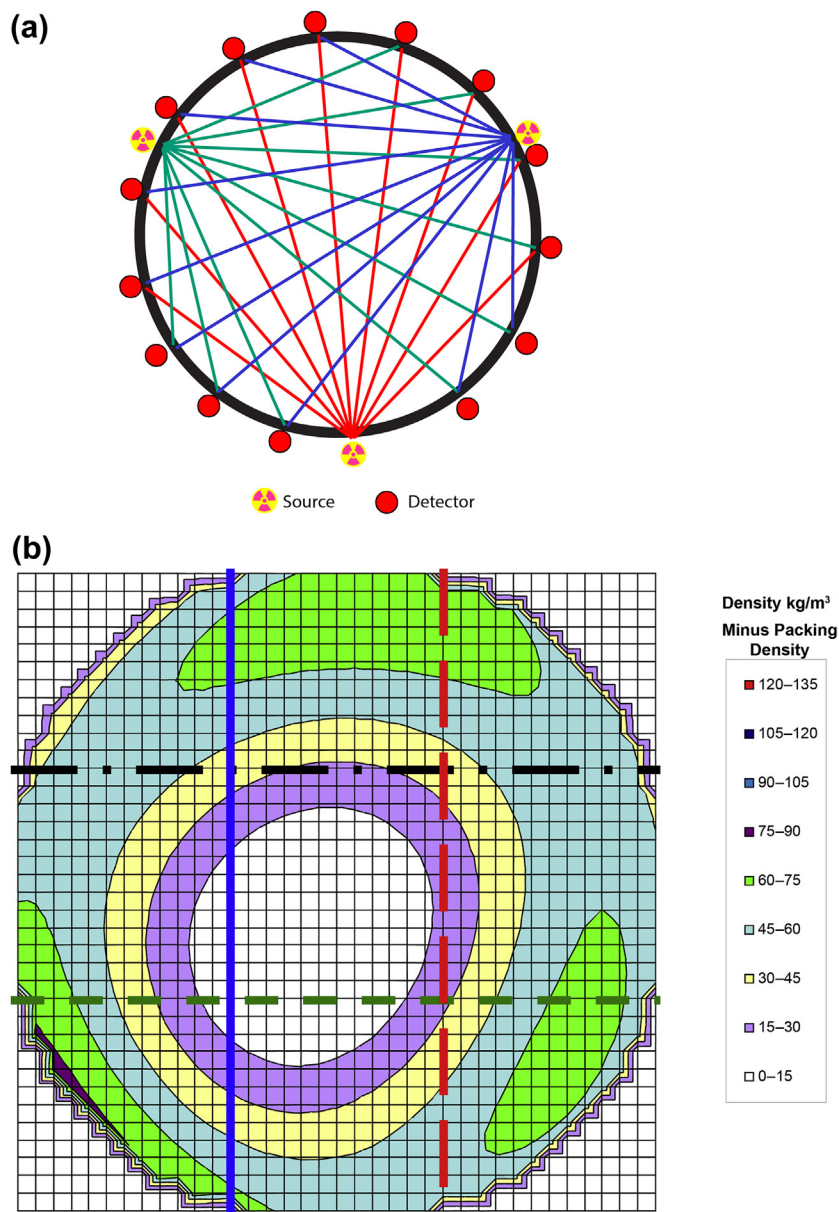 (a)
Source
Detector
(b)
Density kg/m³
Minus Packing
Density
120–135
105–120
90–105
75–90
60–75
45–60
30–45
15–30
0–15